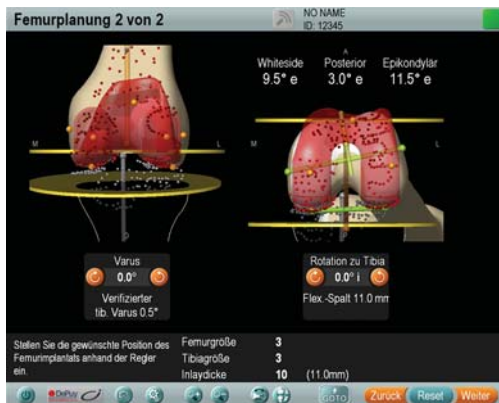 Femurplanung 2 von 2
NO NAME
ID: 12345
A
Whiteside Posterior Epikondylär
9.5° e 3.0° e 11.5° e
M L
M L
P
P
Varus
0.0°
Verifizierter
tib. Varus 0.5°
Rotation zu Tibia
0.0° i
Flex.-Spalt 11.0 mm
Stellen Sie die gewünschte Position des
Femurimplantats anhand der Regler
ein.
Femurgröße 3
Tibiagröße 3
Inlaydicke 10 (11.0mm)
DePuy
GOTO
Zurück Reset Weiter